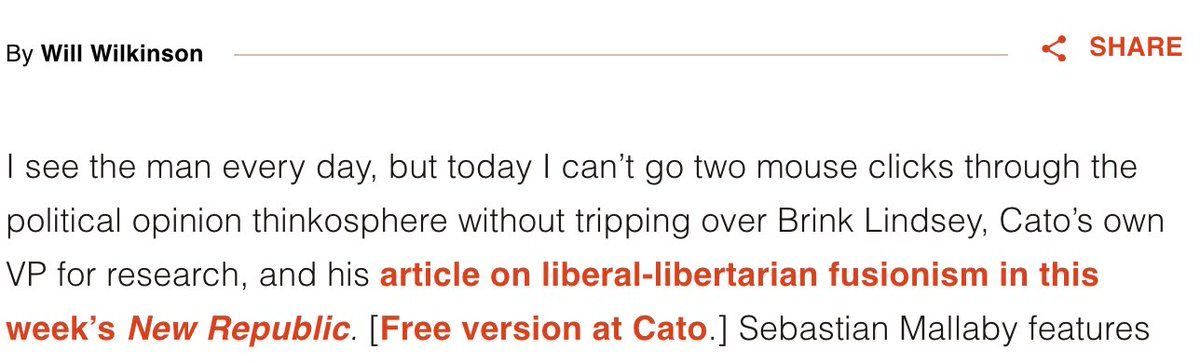 By Will Wilkinson SHARE
I see the man every day, but today I can’t go two mouse clicks through the
political opinion thinkosphere without tripping over Brink Lindsey, Cato’s own
VP for research, and his article on liberal-libertarian fusionism in this
week’s New Republic. [Free version at Cato.] Sebastian Mallaby features